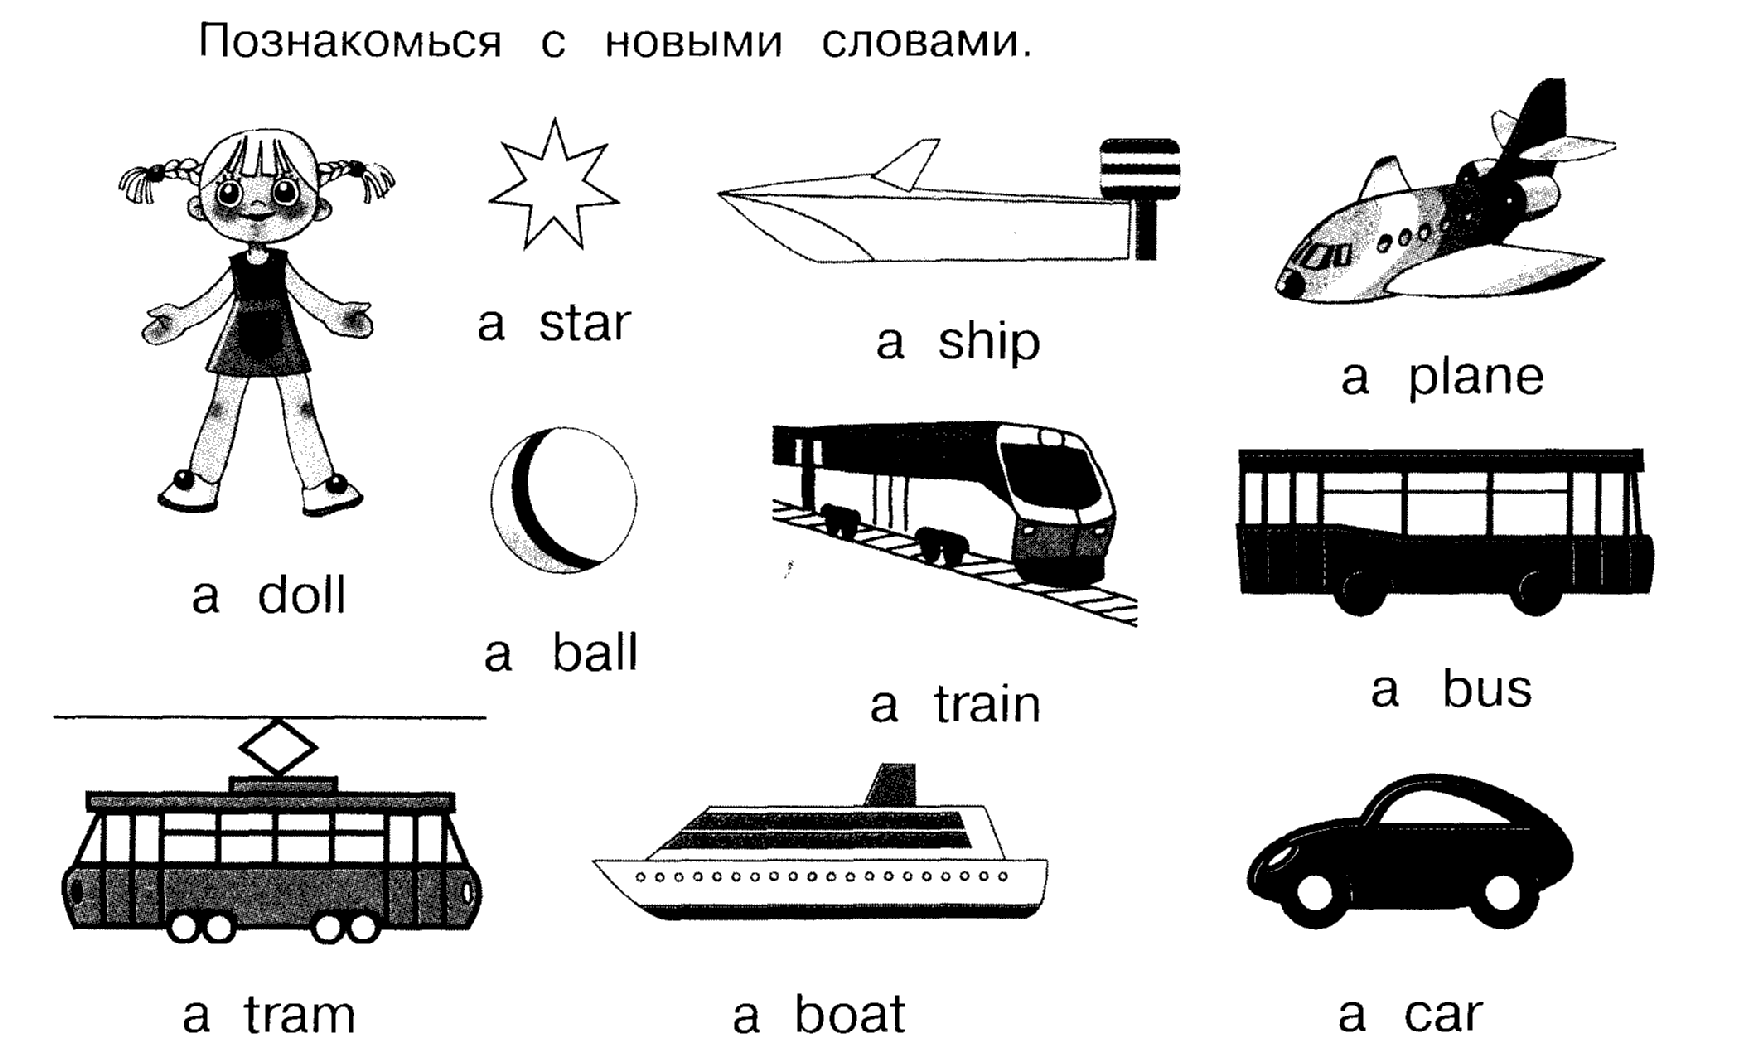 Познакомься с новыми словами.
a star
a ship
a plane
a doll
a ball
a train
a bus
a tram
a boat
a car